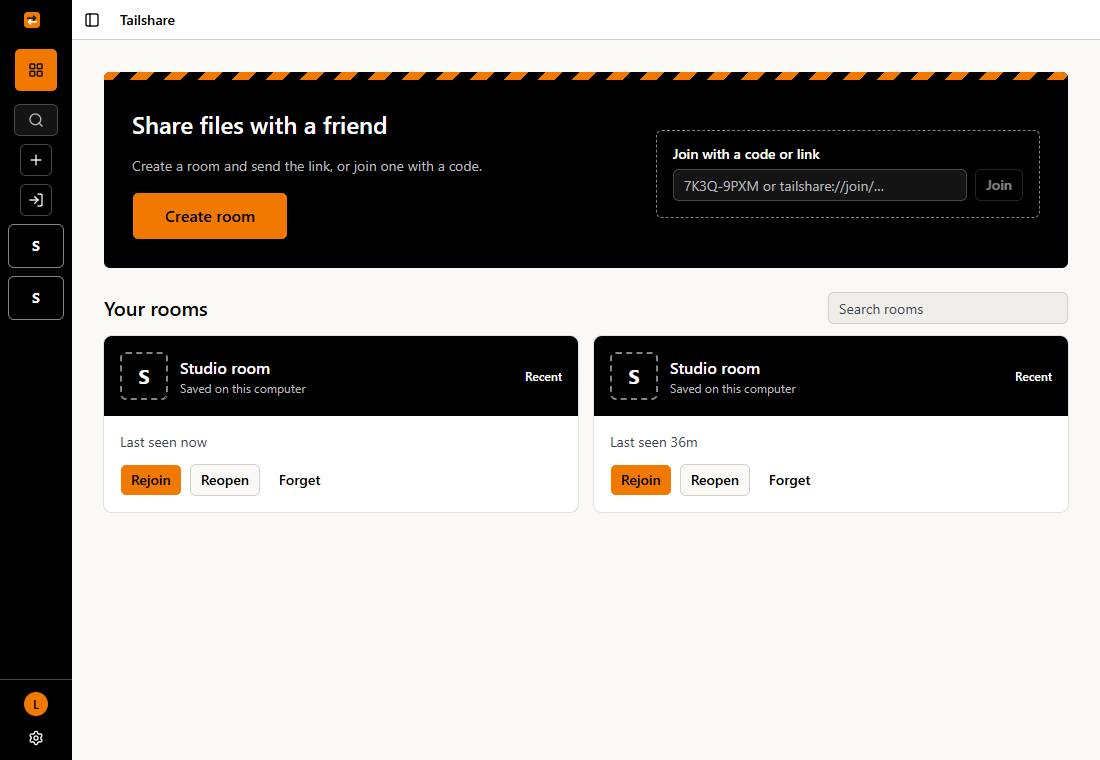 Tailshare
Share files with a friend
Create a room and send the link, or join one with a code.
Create room
Join with a code or link
7K3Q-9PXM or tailshare://join/...
Join
S
S
Your rooms
Search rooms
S
Studio room
Saved on this computer
Recent
Last seen now
Rejoin
Reopen
Forget
S
Studio room
Saved on this computer
Recent
Last seen 36m
Rejoin
Reopen
Forget
L